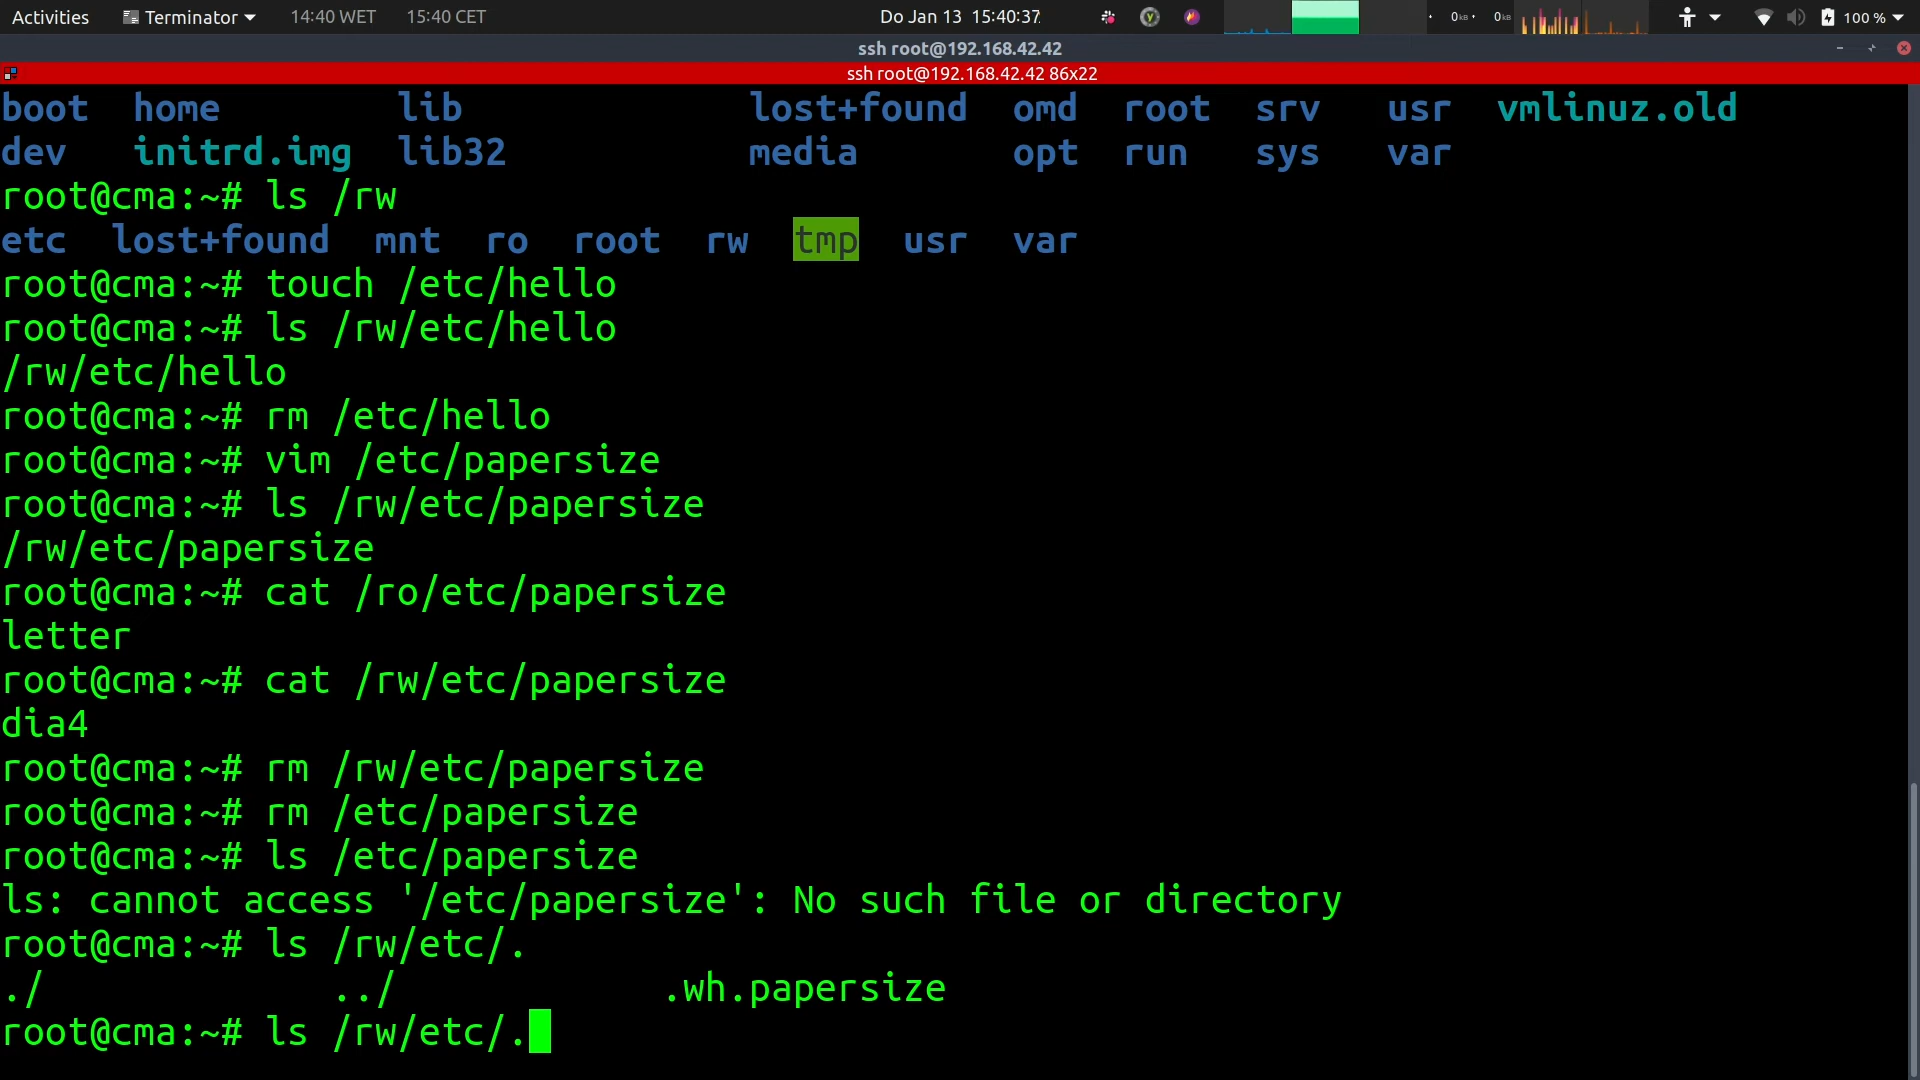 Activities Terminator 14:40 WET 15:40 CET Do Jan 13 15:40:37 0 kB 0 kB 100 %
ssh root@192.168.42.42
ssh root@192.168.42.42 86x22
boot home lib lost+found omd root srv usr vmlinuz.old
dev initrd.img lib32 media opt run sys var
root@cma:~# ls /rw
etc lost+found mnt ro root rw tmp usr var
root@cma:~# touch /etc/hello
root@cma:~# ls /rw/etc/hello
/rw/etc/hello
root@cma:~# rm /etc/hello
root@cma:~# vim /etc/papersize
root@cma:~# ls /rw/etc/papersize
/rw/etc/papersize
root@cma:~# cat /ro/etc/papersize
letter
root@cma:~# cat /rw/etc/papersize
dia4
root@cma:~# rm /rw/etc/papersize
root@cma:~# rm /etc/papersize
root@cma:~# ls /etc/papersize
ls: cannot access '/etc/papersize': No such file or directory
root@cma:~# ls /rw/etc/.
./ ../ .wh.papersize
root@cma:~# ls /rw/etc/.